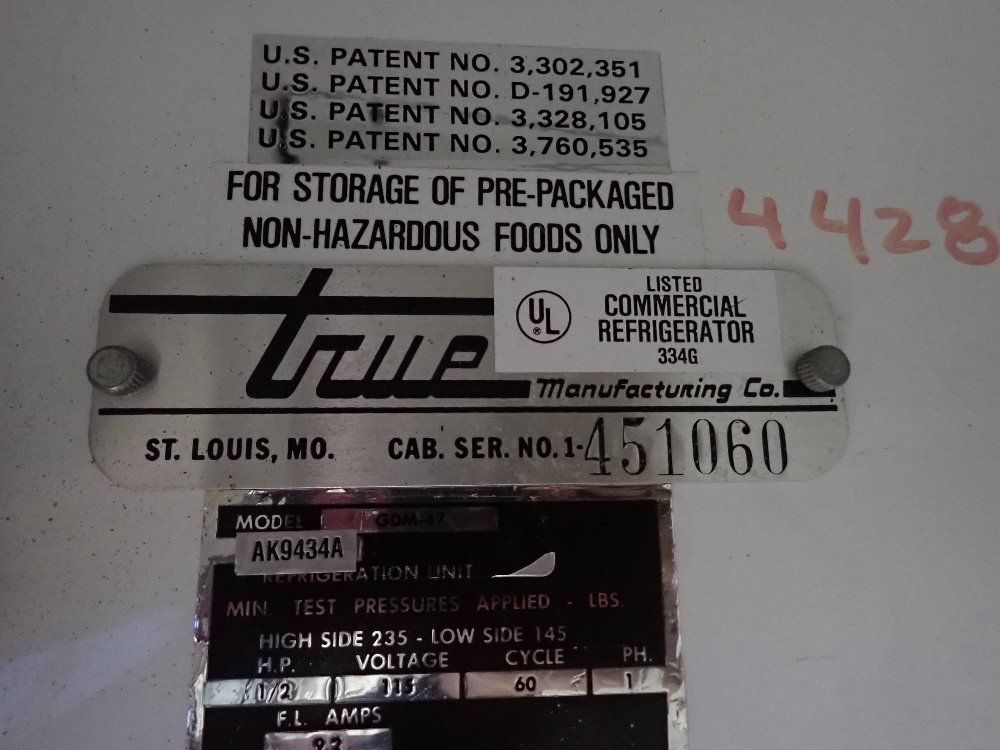 U.S. PATENT NO. 3,302,351
U.S. PATENT NO. D-191,927
U.S. PATENT NO. 3,328,105
U.S. PATENT NO. 3,760,535
FOR STORAGE OF PRE-PACKAGED
NON-HAZARDOUS FOODS ONLY
4428
true
Manufacturing Co.
UL
®
LISTED
COMMERCIAL
REFRIGERATOR
334G
ST. LOUIS, MO. CAB. SER. NO. 1-451060
MODEL GDM-47
AK9434A
REFRIGERATION UNIT
MIN. TEST PRESSURES APPLIED - LBS.
HIGH SIDE 235 - LOW SIDE 145
H.P. VOLTAGE CYCLE PH.
1/2 115 60 1
F.L. AMPS